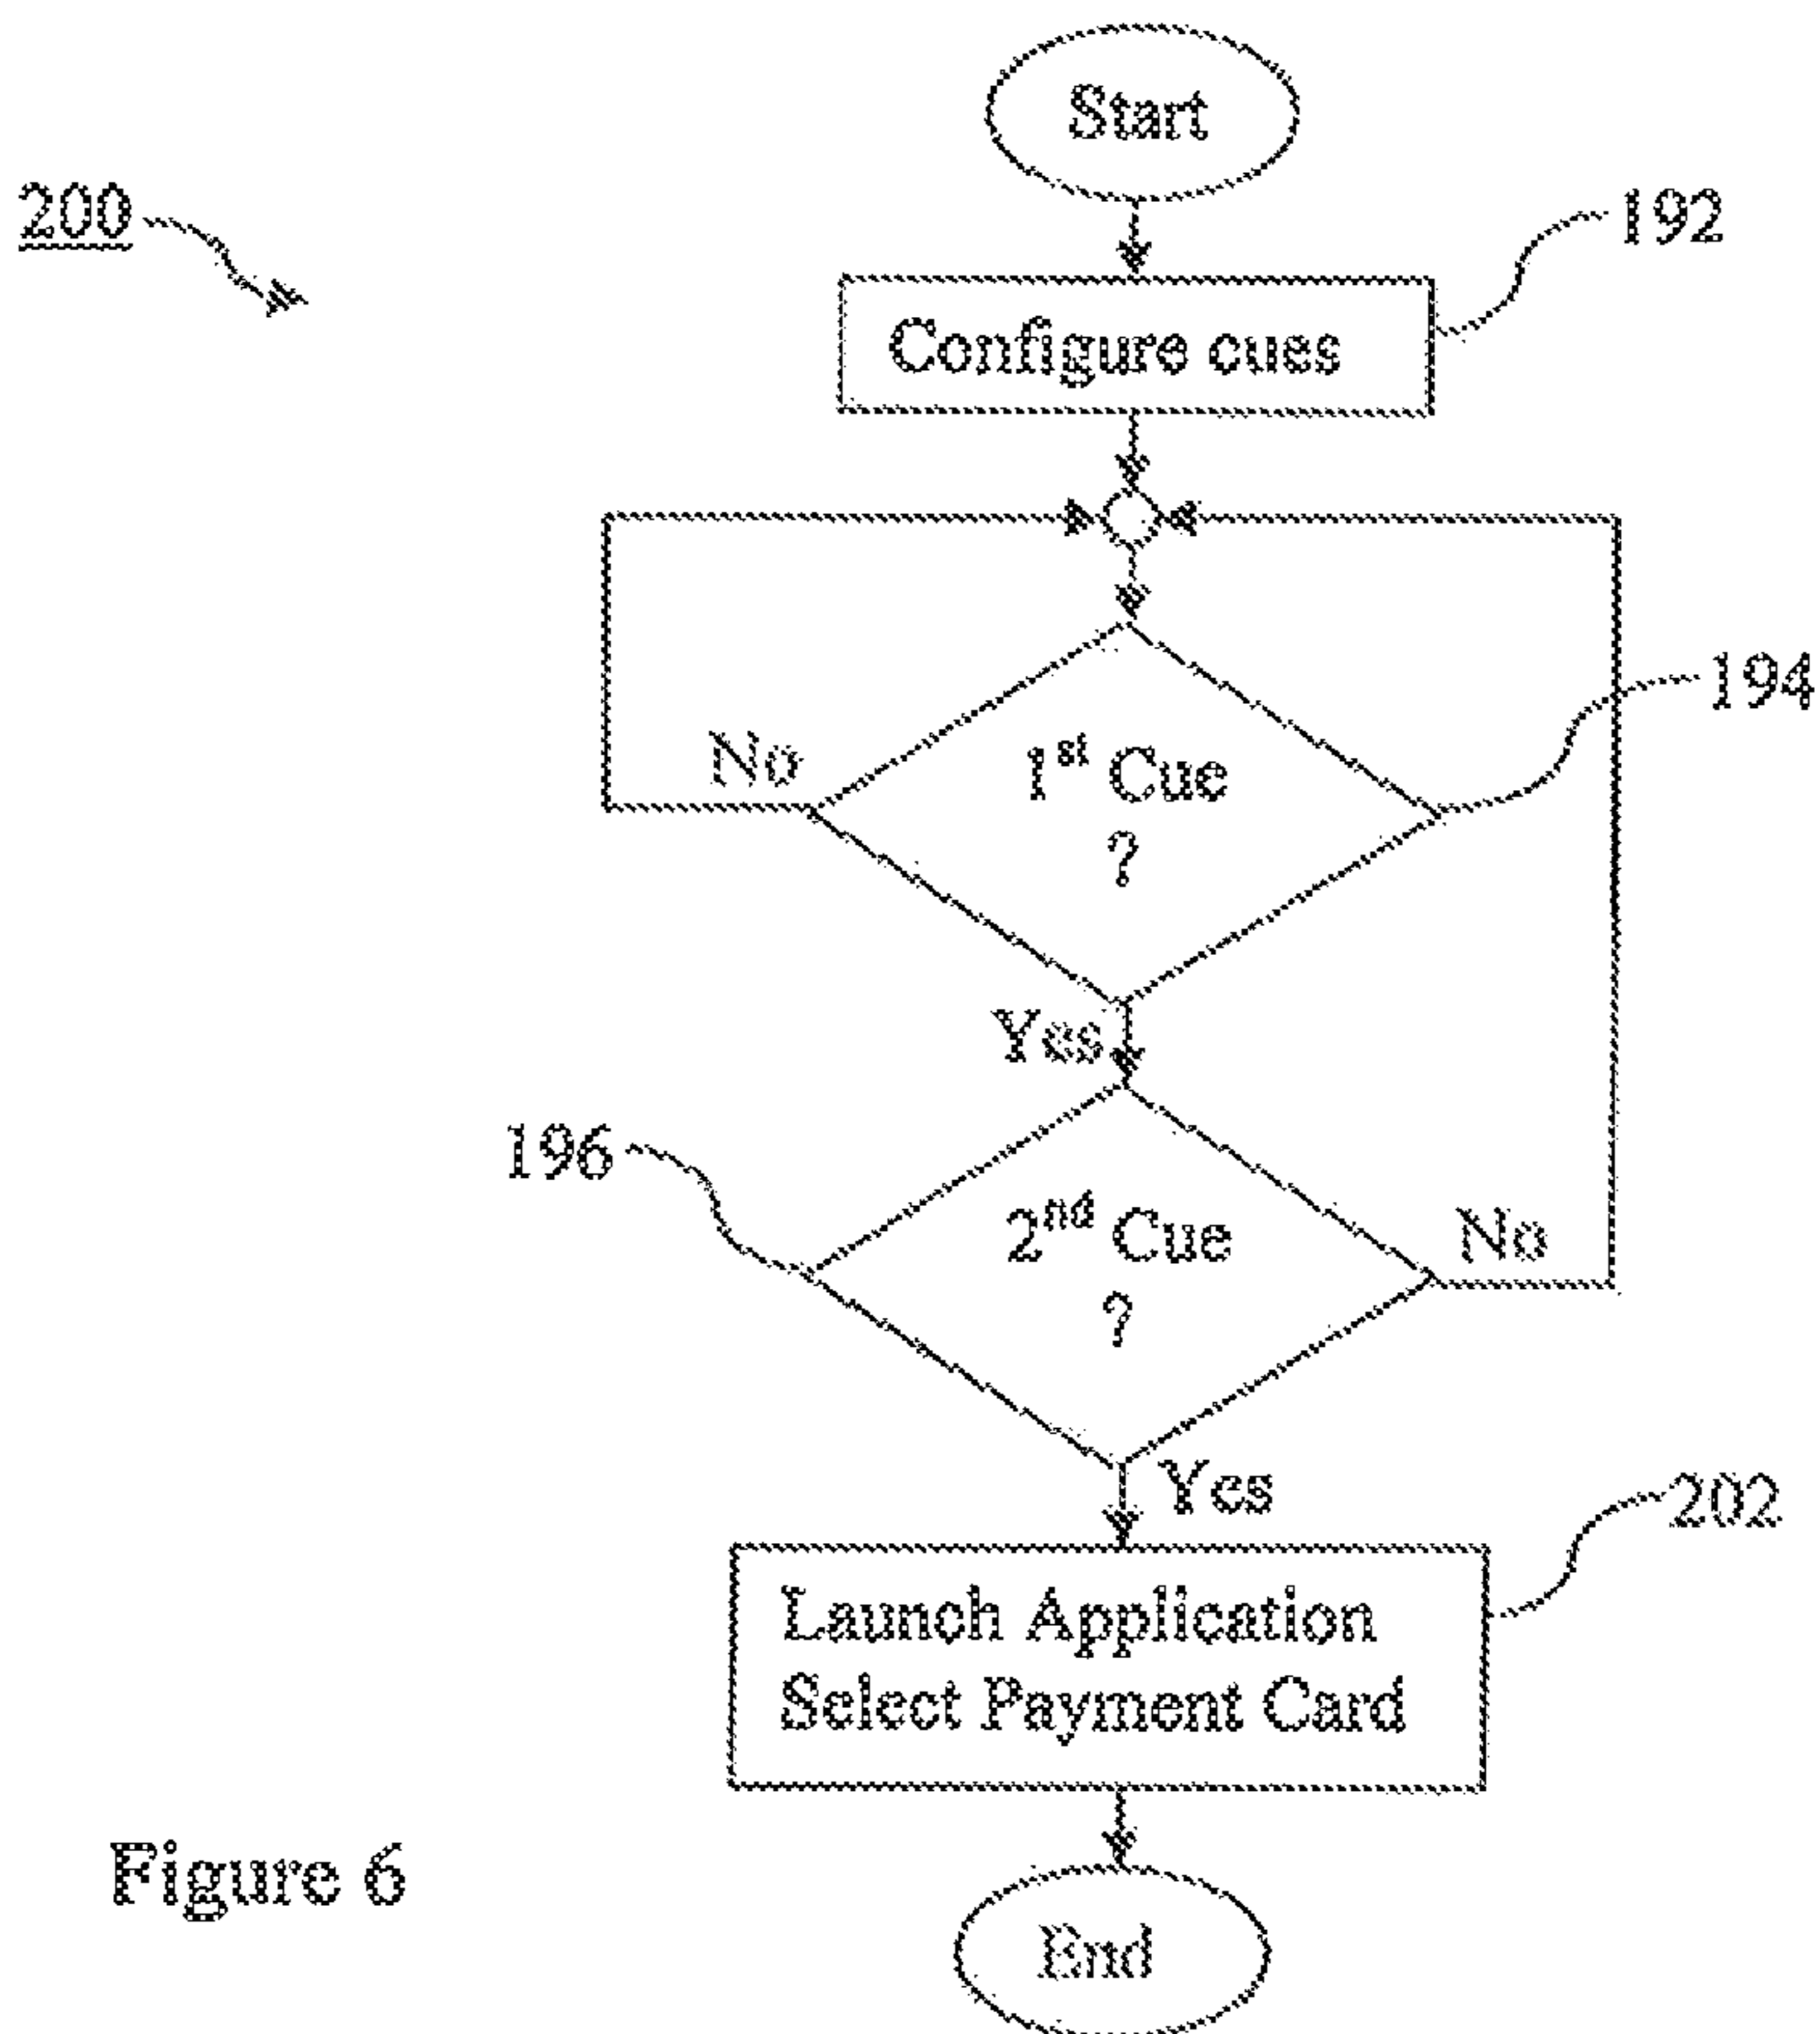 Start
200
192
Configure cues
194
No
1st Cue
?
Yes
196
2nd Cue
No
?
Yes
202
Launch Application
Select Payment Card
Figure 6
End